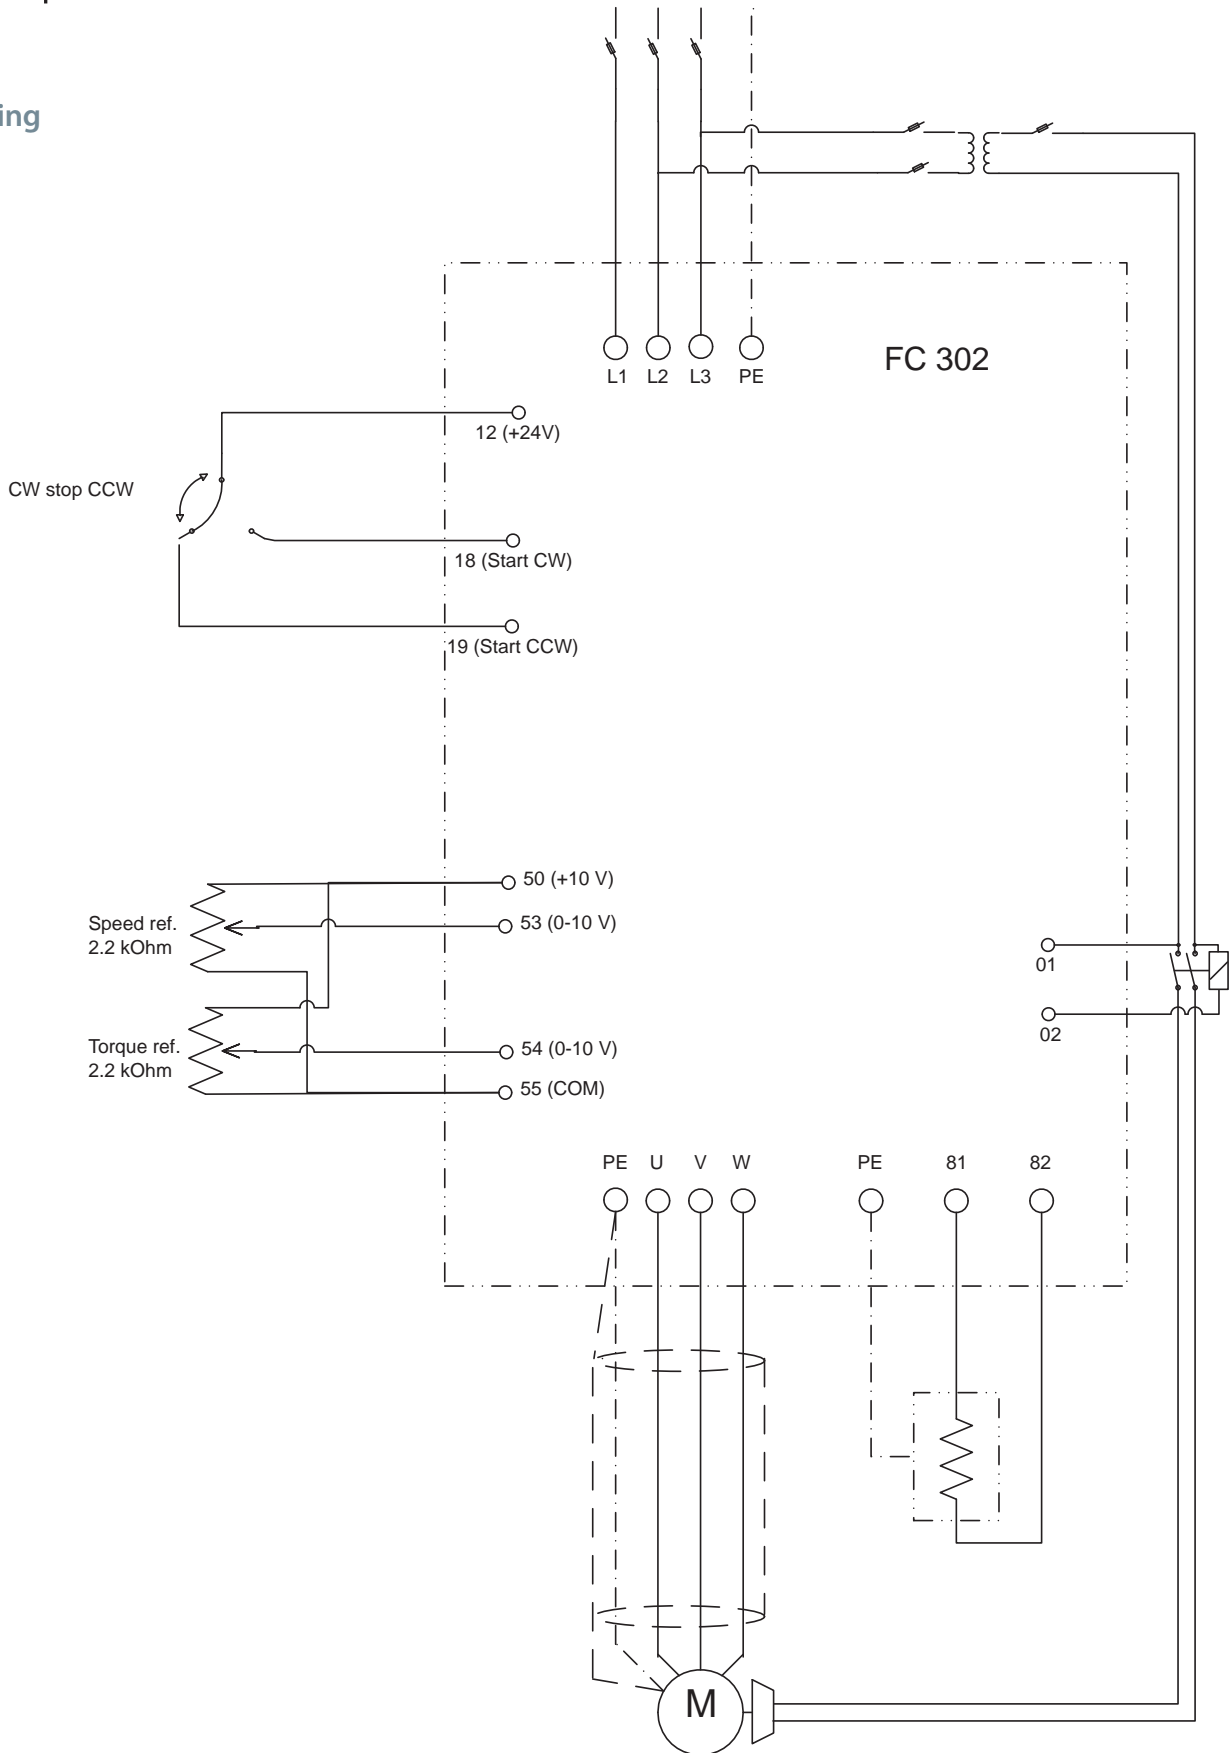 ing
L1 L2 L3 PE
FC 302
12 (+24V)
CW stop CCW
18 (Start CW)
19 (Start CCW)
50 (+10 V)
Speed ref.
2.2 kOhm
53 (0-10 V)
01
02
Torque ref.
2.2 kOhm
54 (0-10 V)
55 (COM)
PE U V W PE 81 82
M